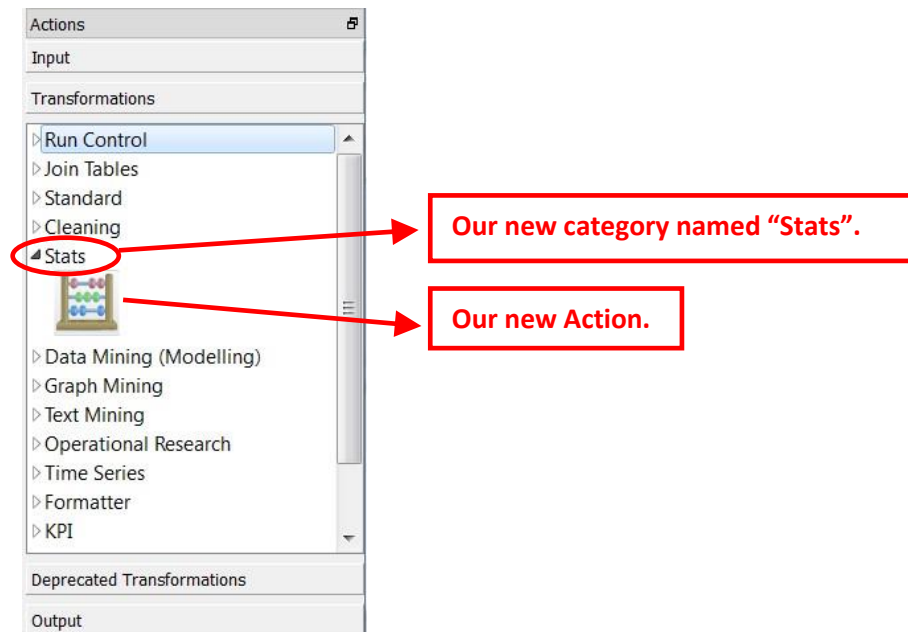 Actions
Input
Transformations
Run Control
Join Tables
Standard
Cleaning
Our new category named “Stats”.
Stats
Our new Action.
Data Mining (Modelling)
Graph Mining
Text Mining
Operational Research
Time Series
Formatter
KPI
Deprecated Transformations
Output